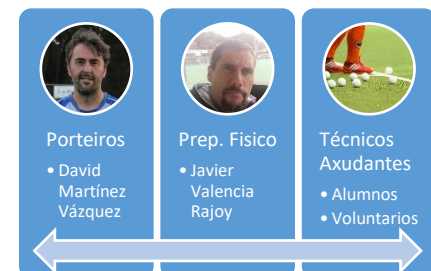 Porteiros
• David
Martínez
Vázquez
Prep. Fisico
• Javier
Valencia
Rajoy
Técnicos
Axudantes
• Alumnos
• Voluntarios